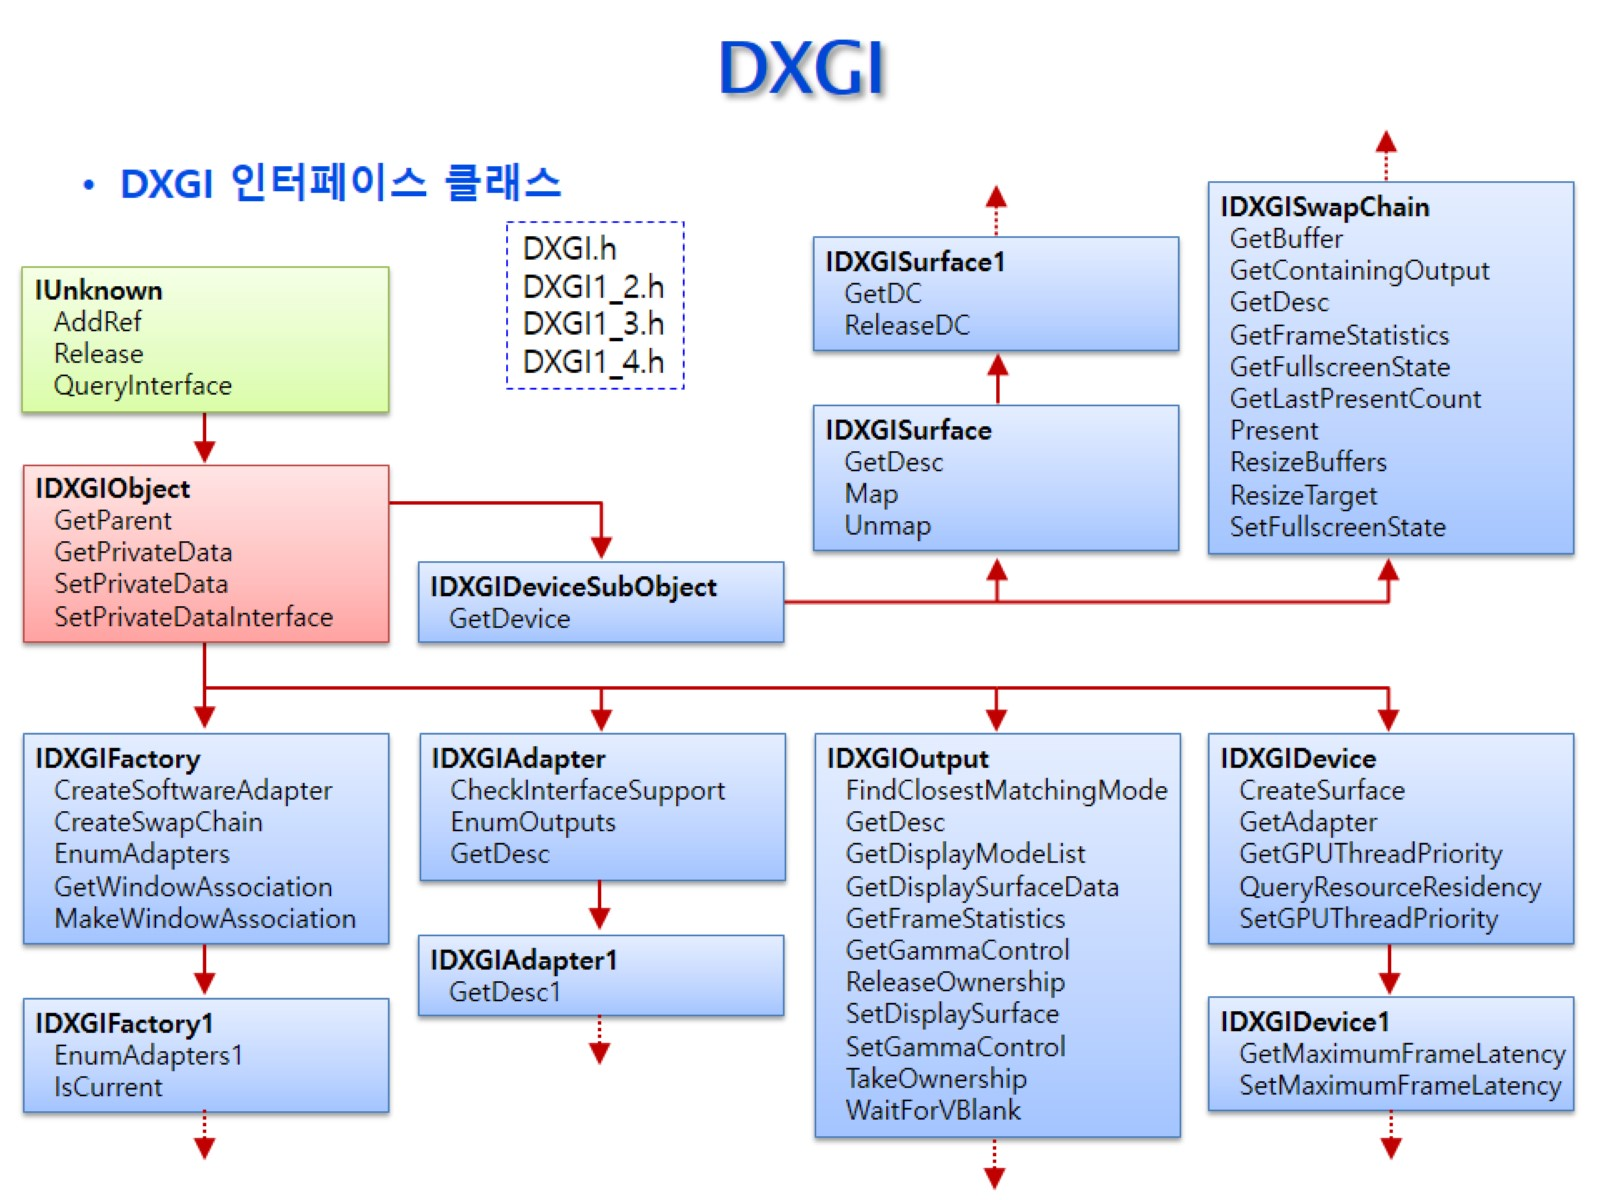 DXGI
• DXGI 인터페이스 클래스
DXGI.h
DXGI1_2.h
DXGI1_3.h
DXGI1_4.h
IUnknown
AddRef
Release
QueryInterface
IDXGIObject
GetParent
GetPrivateData
SetPrivateData
SetPrivateDataInterface
IDXGIDeviceSubObject
GetDevice
IDXGISurface1
GetDC
ReleaseDC
IDXGISurface
GetDesc
Map
Unmap
IDXGISwapChain
GetBuffer
GetContainingOutput
GetDesc
GetFrameStatistics
GetFullscreenState
GetLastPresentCount
Present
ResizeBuffers
ResizeTarget
SetFullscreenState
IDXGIFactory
CreateSoftwareAdapter
CreateSwapChain
EnumAdapters
GetWindowAssociation
MakeWindowAssociation
IDXGIFactory1
EnumAdapters1
IsCurrent
IDXGIAdapter
CheckInterfaceSupport
EnumOutputs
GetDesc
IDXGIAdapter1
GetDesc1
IDXGIOutput
FindClosestMatchingMode
GetDesc
GetDisplayModeList
GetDisplaySurfaceData
GetFrameStatistics
GetGammaControl
ReleaseOwnership
SetDisplaySurface
SetGammaControl
TakeOwnership
WaitForVBlank
IDXGIDevice
CreateSurface
GetAdapter
GetGPUThreadPriority
QueryResourceResidency
SetGPUThreadPriority
IDXGIDevice1
GetMaximumFrameLatency
SetMaximumFrameLatency